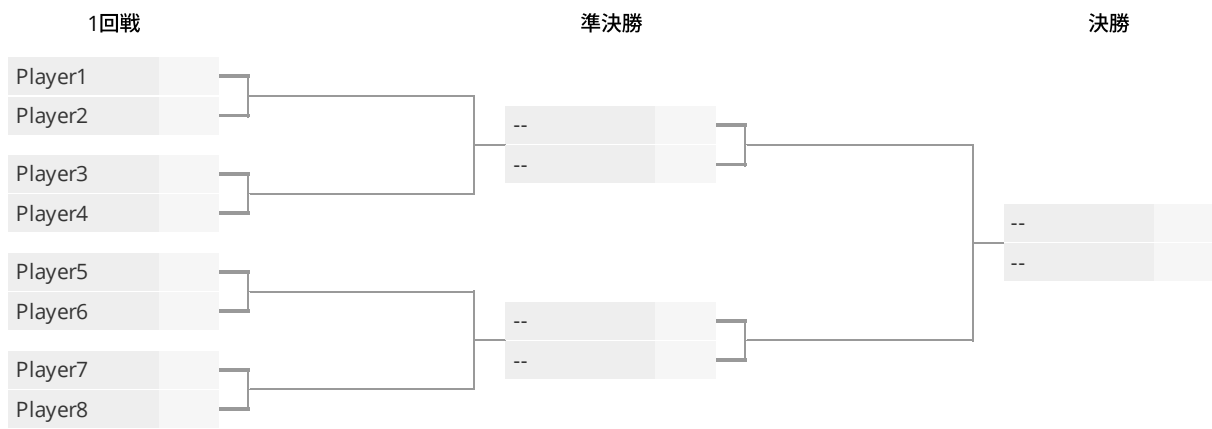 1回戦
準決勝
決勝
Player1
Player2
Player3
Player4
Player5
Player6
Player7
Player8
--
--
--
--
--
--